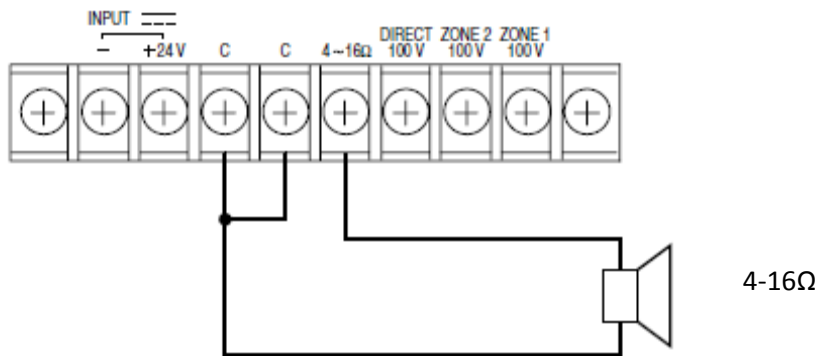 INPUT
− +24 V C C 4~16Ω DIRECT 100 V ZONE 2 100 V ZONE 1 100 V
4-16Ω